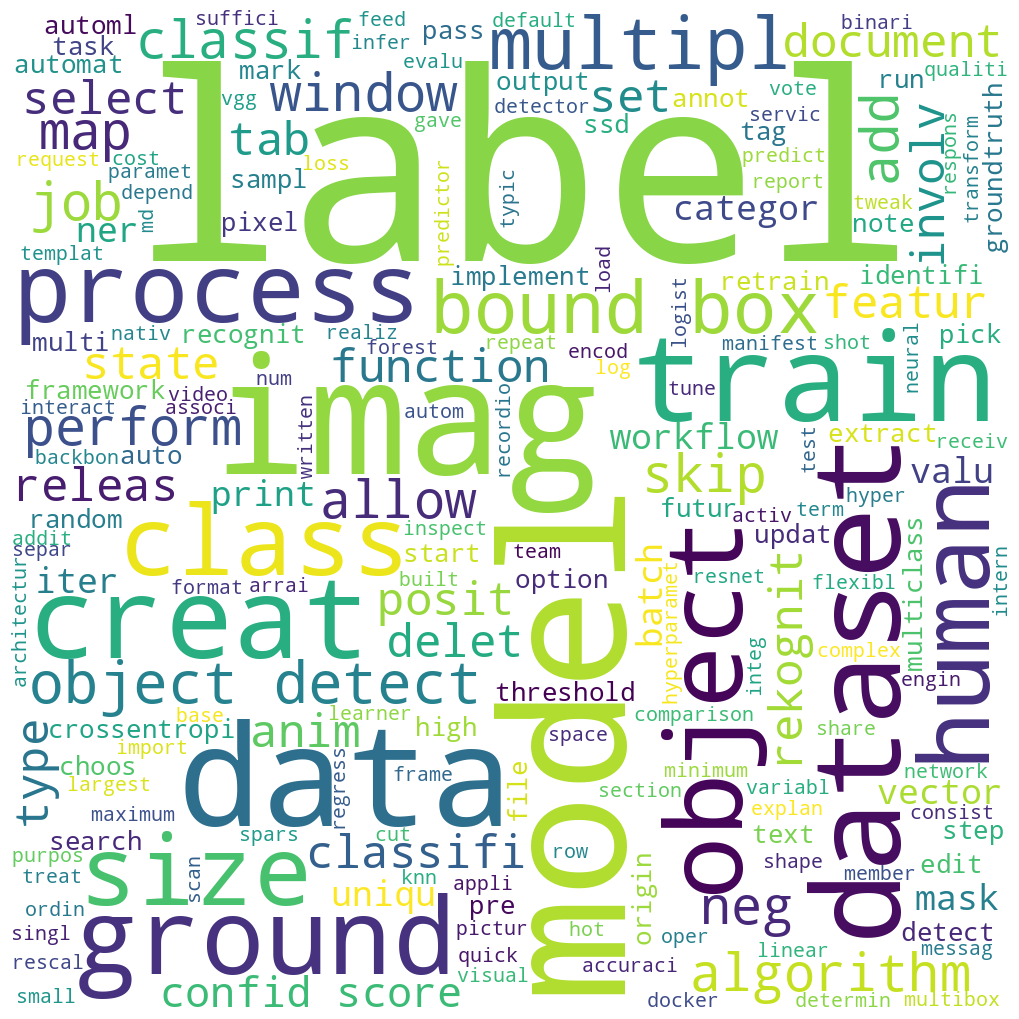 automl
suffici
feed
default
binari
task
classif
infer
pass
multipl
document
automat
mark
evalu
output
run
qualiti
select
vgg
window
detector
set
annot
vote
map
tab
gave
ssd
servic
add
request
cost
loss
label
tag
predict
involv
respons
transform
groundtruth
job
paramet
depend
sampl
predictor
typic
report
tweak
ner
md
pixel
categor
note
templat
process
implement
load
retrain
identifi
bound box
logist
featur
multi
nativ
recognit
realiz
forest
repeat
encod
manifest
shot
pick
state
num
function
train
neural
framework
video
imag
log
tune
interact
associ
written
autom
recordio
workflow
test
extract
receiv
perform
backbon
auto
skip
valu
releas
print
allow
futur
activ
term
hyper
random
class
inspect
object
updat
dataset
human
addit
separ
start
team
iter
format
arrai
built
option
batch
resnet
flexibl
intern
architectur
creat
posit
model
hyperparamet
rekognit
multiclass
delet
integ
complex
object detect
threshold
engin
type
crossentropi
base
learner
high
space
comparison
share
import
anim
choos
data
regress
frame
file
minimum
variabl
network
largest
section
explan
vector
maximum
consist
search
spars
cut
text
step
purpos
size
scan
classifi
knn
row
origin
shape
member
edit
treat
uniqu
appli
neg
mask
ordin
pre
singl
ground
pictur
hot
oper
detect
rescal
quick
accuraci
linear
messag
small
confid score
visual
algorithm
docker
determin
multibox